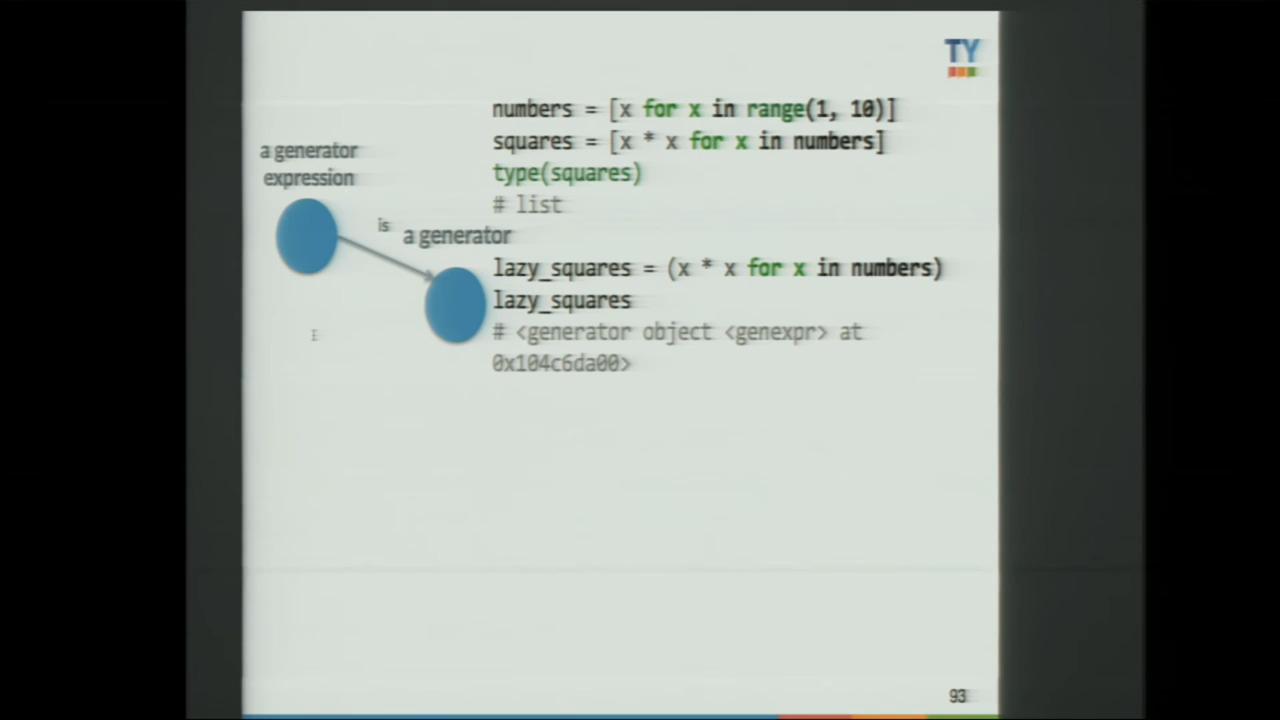 TY
numbers = [x for x in range(1, 10)]
squares = [x * x for x in numbers]
type(squares)
# list
a generator
expression
is
a generator
lazy_squares = (x * x for x in numbers)
lazy_squares
# <generator object <genexpr> at
0x104c6da00>
93